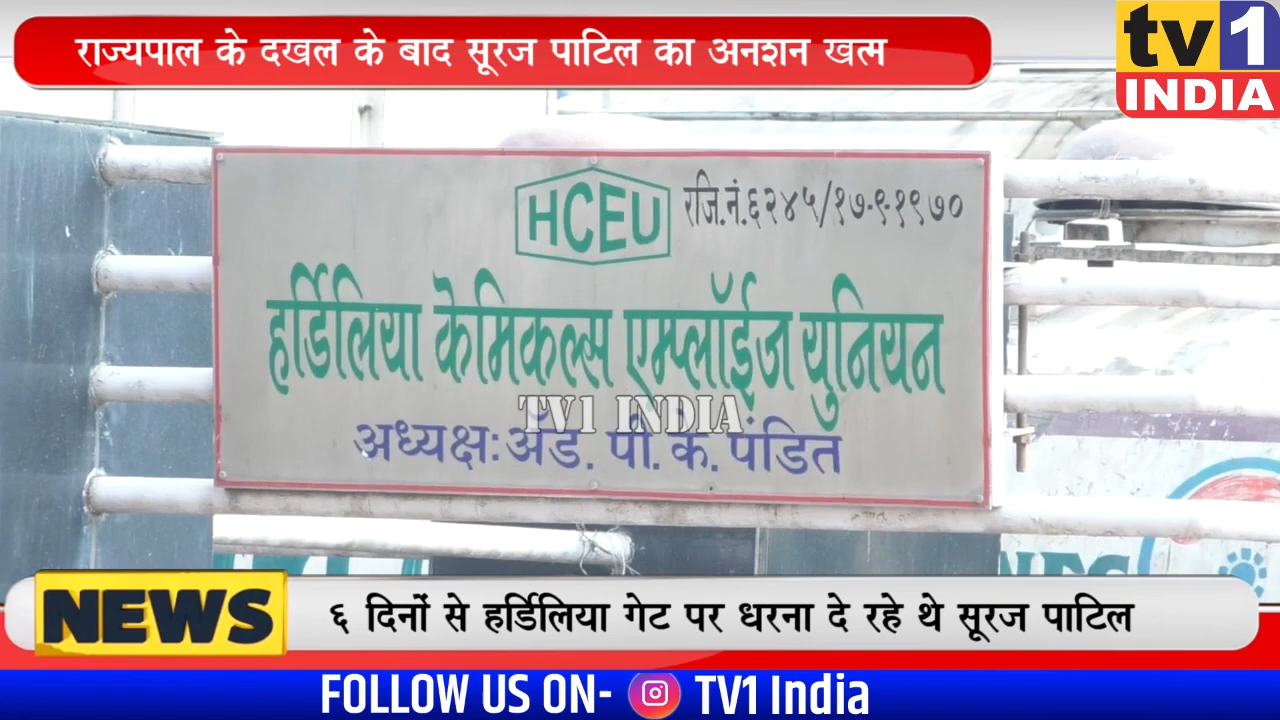 राज्यपाल के दखल के बाद सूरज पाटिल का अनशन खत्म
tv1
INDIA
HCEU
रजि.नं.६२४५/१७-९-१९७०
हर्डिलिया केमिकल्स एम्प्लॉईज युनियन
TV1 INDIA
अध्यक्षः अॅड. पी. के. पंडित
NEWS
६ दिनों से हर्डिलिया गेट पर धरना दे रहे थे सूरज पाटिल
FOLLOW US ON- TV1 India